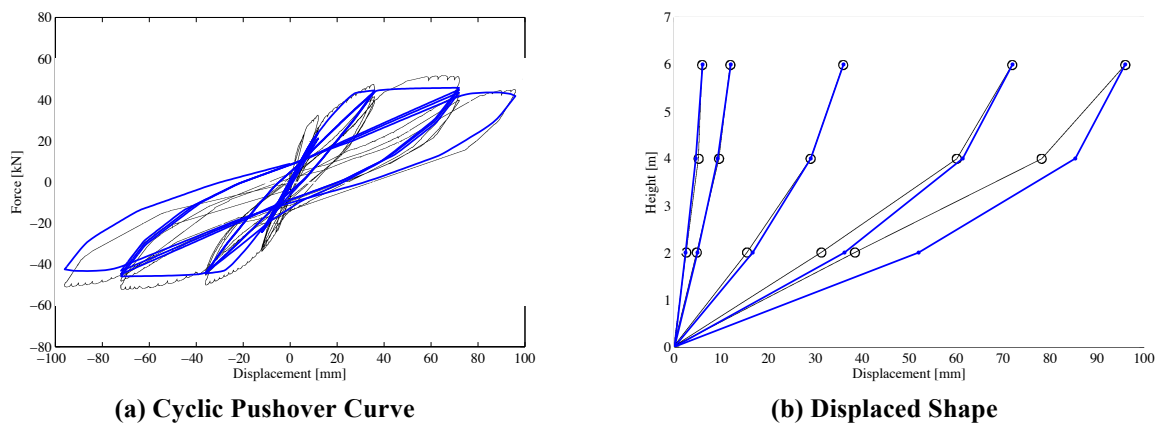 80
60
40
20
0
−20
−40
−60
−80
Force [kN]
−100 −80 −60 −40 −20 0 20 40 60 80 100
Displacement [mm]
(a) Cyclic Pushover Curve
7
6
5
4
3
2
1
0
Height [m]
0 10 20 30 40 50 60 70 80 90 100
Displacement [mm]
(b) Displaced Shape